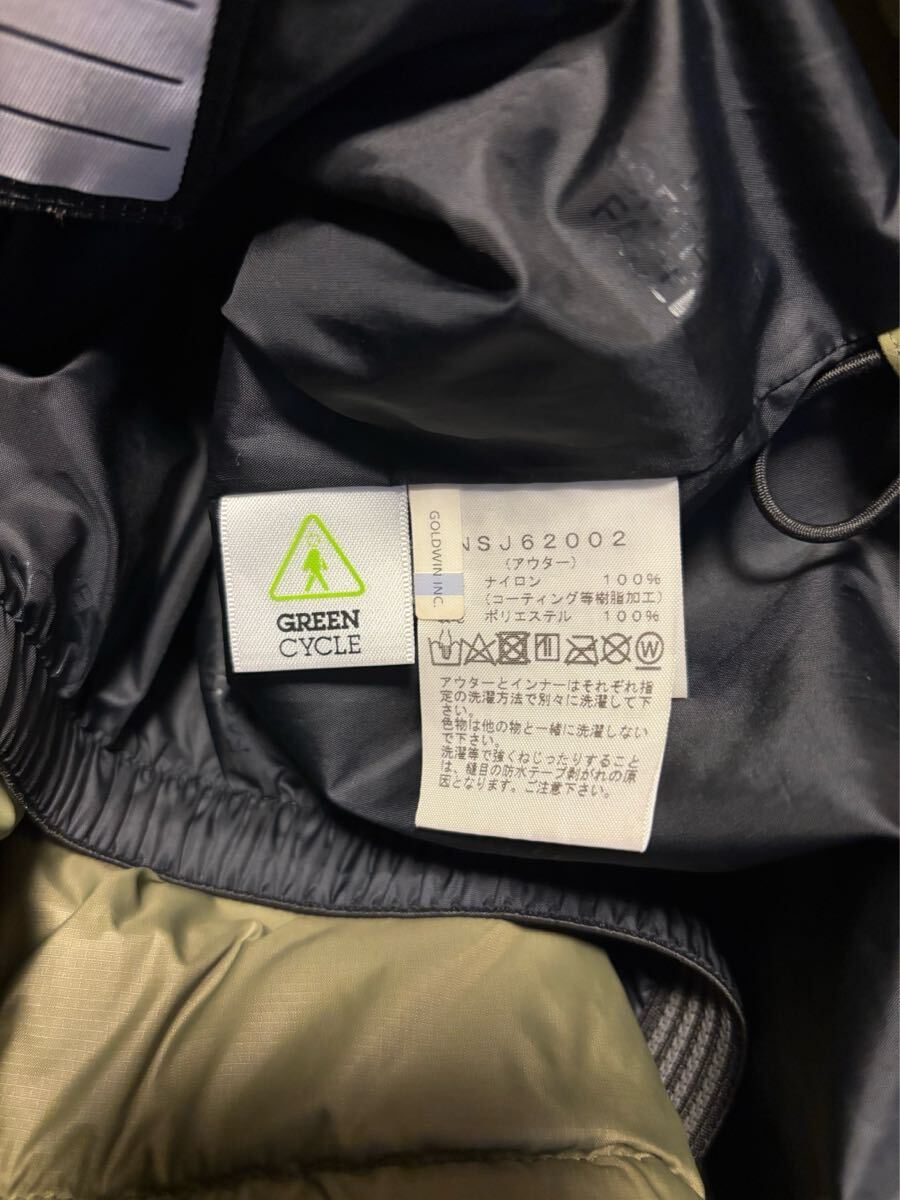 GREEN
CYCLE
GOLDWIN INC.
NSJ62002
(アウター)
ナイロン 100%
(コーティング等樹脂加工)
ポリエステル 100%
W
アウターとインナーはそれぞれ指
定の洗濯方法で別々に洗濯して下
さい。
色物は他の物と一緒に洗濯しない
で下さい。
洗濯等で強くねじったりすること
は、縫目の防水テープ剥がれの原
因となります。ご注意下さい。